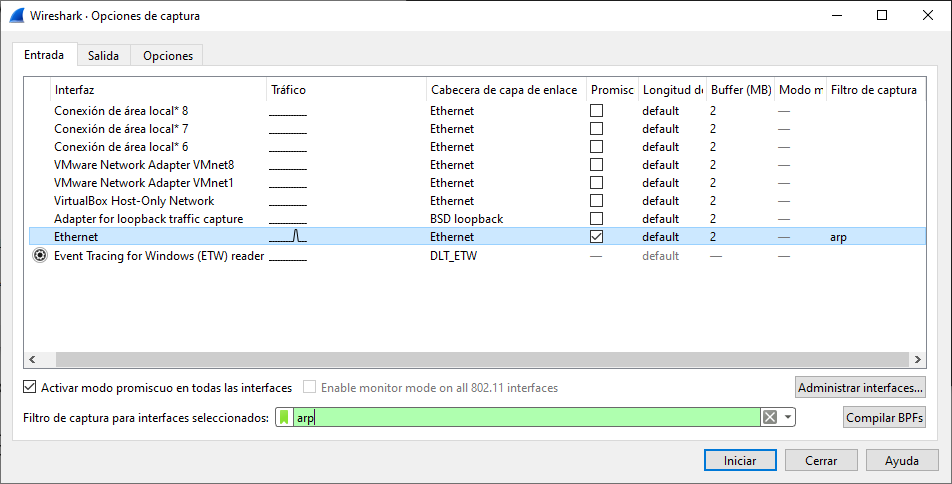 Wireshark · Opciones de captura
Entrada Salida Opciones
Interfaz Tráfico Cabecera de capa de enlace Promisc Longitud de Buffer (MB) Modo m Filtro de captura
Conexión de área local* 8 Ethernet default 2 —
Conexión de área local* 7 Ethernet default 2 —
Conexión de área local* 6 Ethernet default 2 —
VMware Network Adapter VMnet8 Ethernet default 2 —
VMware Network Adapter VMnet1 Ethernet default 2 —
VirtualBox Host-Only Network Ethernet default 2 —
Adapter for loopback traffic capture BSD loopback default 2 —
Ethernet Ethernet default 2 — arp
Event Tracing for Windows (ETW) reader DLT_ETW — default — —
Activar modo promiscuo en todas las interfaces Enable monitor mode on all 802.11 interfaces Administrar interfaces...
Filtro de captura para interfaces seleccionados: arp Compilar BPFs
Iniciar Cerrar Ayuda